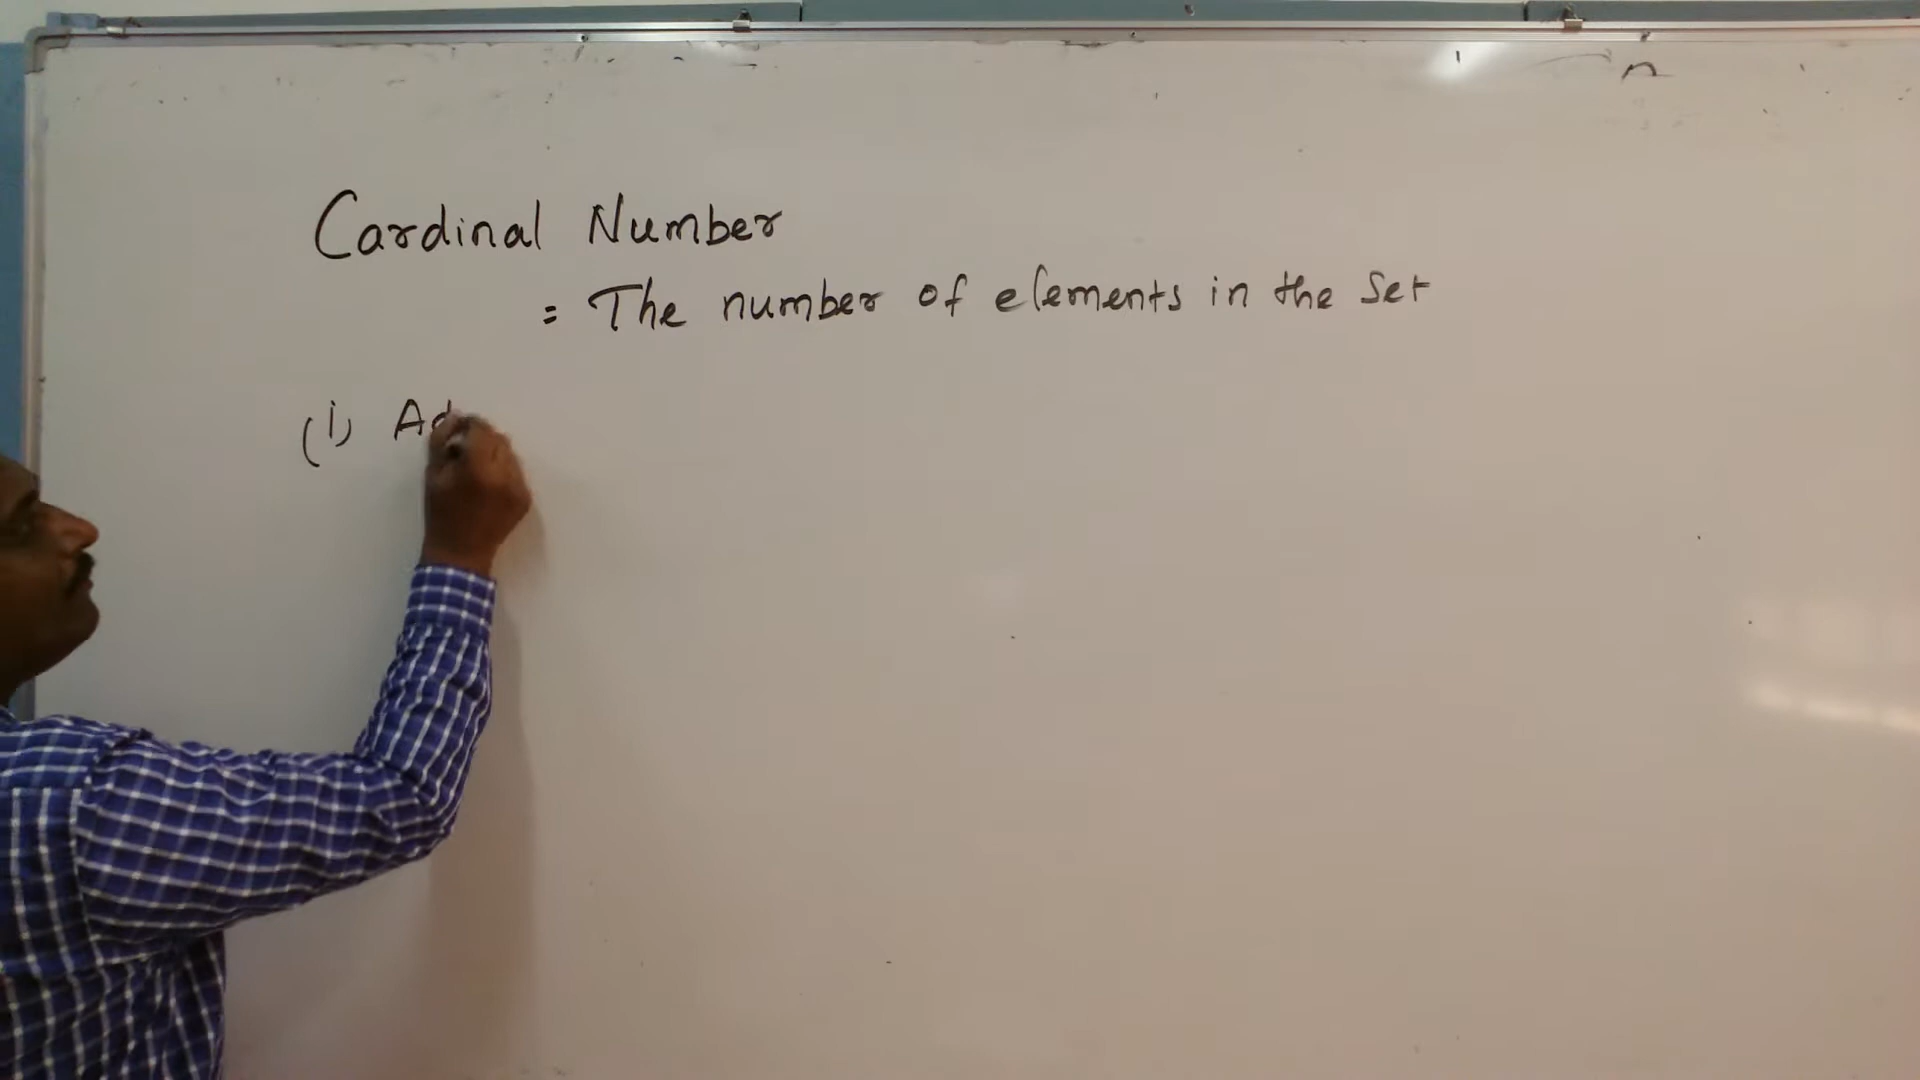 Cardinal Number
= The number of elements in the Set
(i)